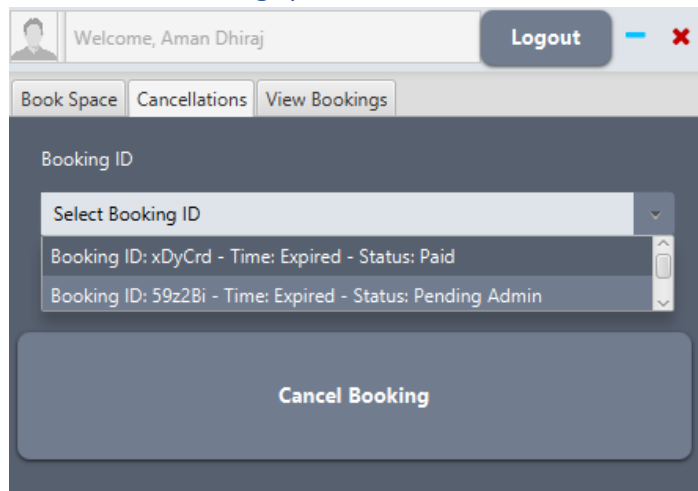 Welcome, Aman Dhiraj
Logout
Book Space Cancellations View Bookings
Booking ID
Select Booking ID
Booking ID: xDyCrd - Time: Expired - Status: Paid
Booking ID: 59z2Bi - Time: Expired - Status: Pending Admin
Cancel Booking